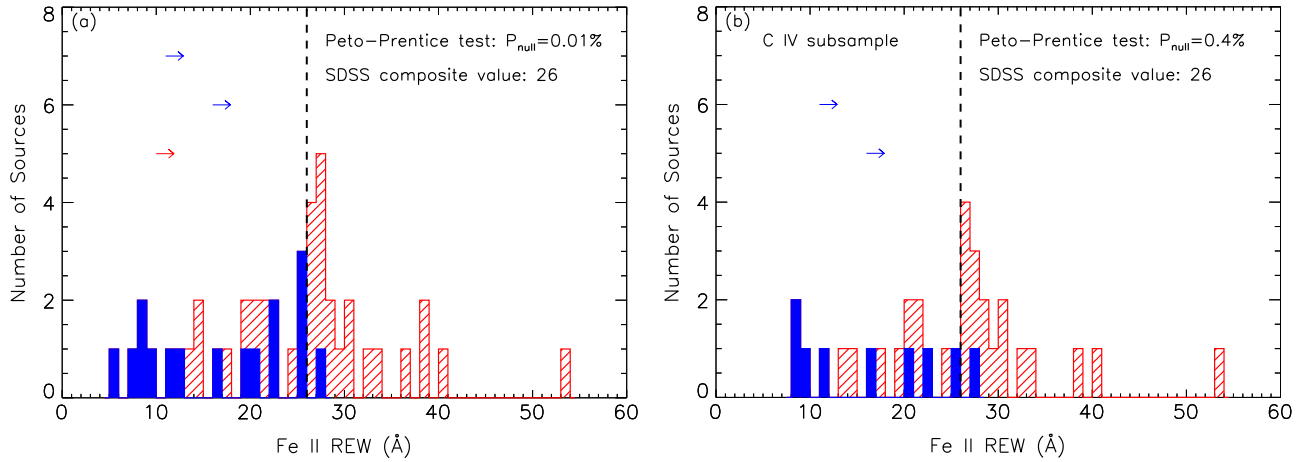 (a)
Peto-Prentice test: Pnull=0.01%
SDSS composite value: 26
Number of Sources
8
6
4
2
0
0 10 20 30 40 50 60
Fe II REW (Å)
(b)
C IV subsample
Peto-Prentice test: Pnull=0.4%
SDSS composite value: 26
Number of Sources
8
6
4
2
0
0 10 20 30 40 50 60
Fe II REW (Å)